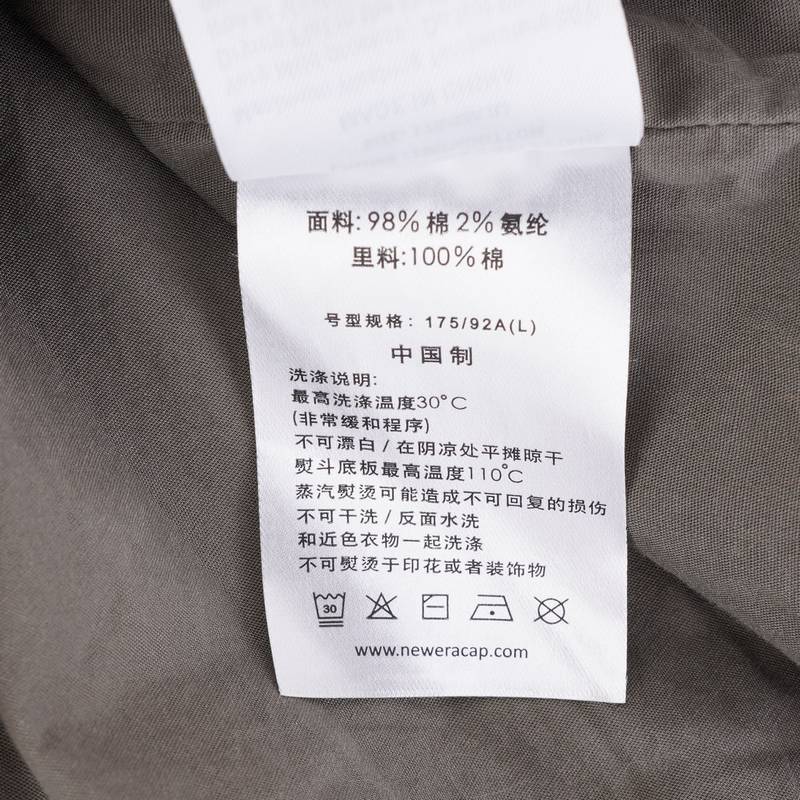 面料: 98% 棉 2% 氨纶
里料:100% 棉
号型规格: 175/92A(L)
中国制
洗涤说明:
最高洗涤温度30°C
(非常缓和程序)
不可漂白/在阴凉处平摊晾干
熨斗底板最高温度110°C
蒸汽熨烫可能造成不可回复的损伤
不可干洗/反面水洗
和近色衣物一起洗涤
不可熨烫于印花或者装饰物
30
www.neweracap.com